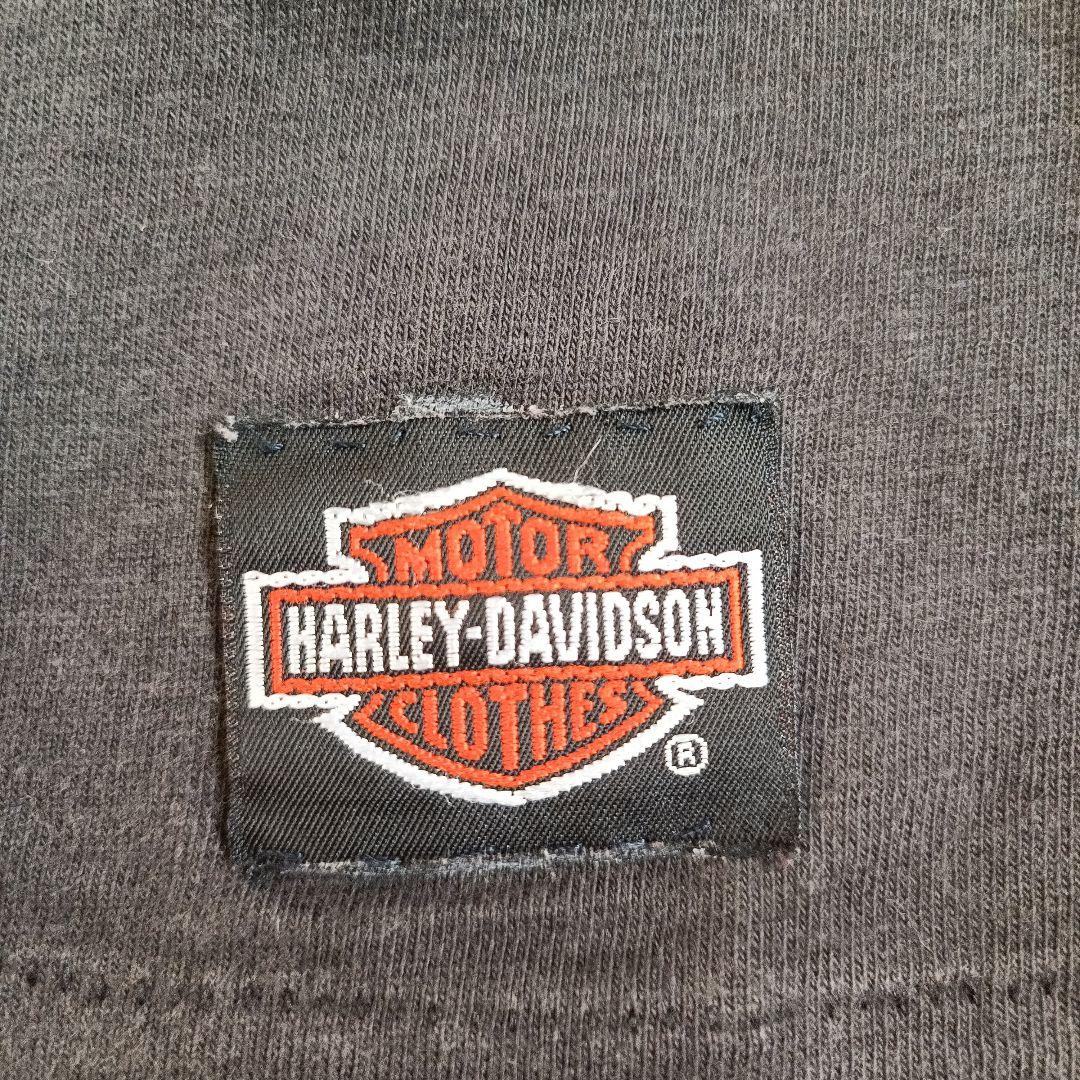 MOTOR
HARLEY-DAVIDSON
CLOTHES
®